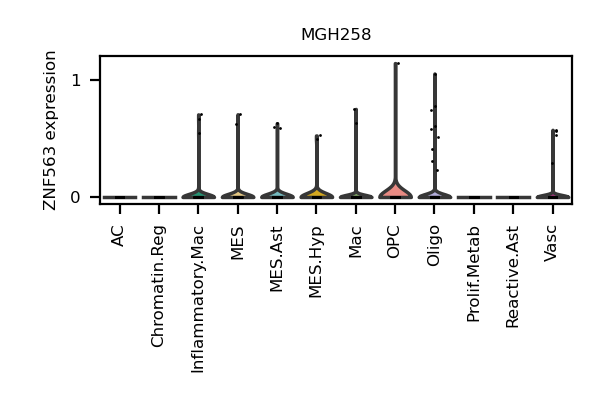 MGH258
ZNF563 expression
1
0
AC
Chromatin.Reg
Inflammatory.Mac
MES
MES.Ast
MES.Hyp
Mac
OPC
Oligo
Prolif.Metab
Reactive.Ast
Vasc